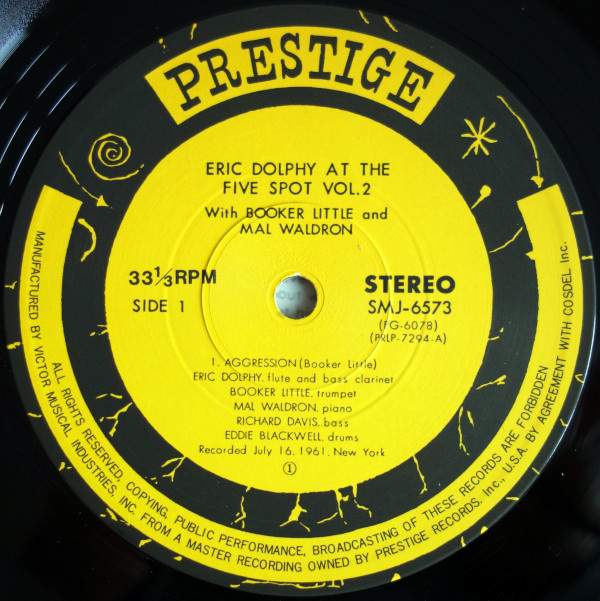 PRESTIGE
ERIC DOLPHY AT THE
FIVE SPOT VOL.2
With BOOKER LITTLE and
MAL WALDRON
33⅓RPM
SIDE 1
STEREO
SMJ-6573
(FG-6078)
(PRLP-7294-A)
1. AGGRESSION (Booker Little)
ERIC DOLPHY, flute and bass clarinet
BOOKER LITTLE, trumpet
MAL WALDRON, piano
RICHARD DAVIS, bass
EDDIE BLACKWELL, drums
Recorded July 16, 1961, New York
①
ALL RIGHTS RESERVED, COPYING, PUBLIC PERFORMANCE, BROADCASTING OF THESE RECORDS ARE FORBIDDEN
MANUFACTURED BY VICTOR MUSICAL INDUSTRIES, INC. FROM A MASTER RECORDING OWNED BY PRESTIGE RECORDS. Inc., U.S.A. BY AGREEMENT WITH COSDEL Inc.